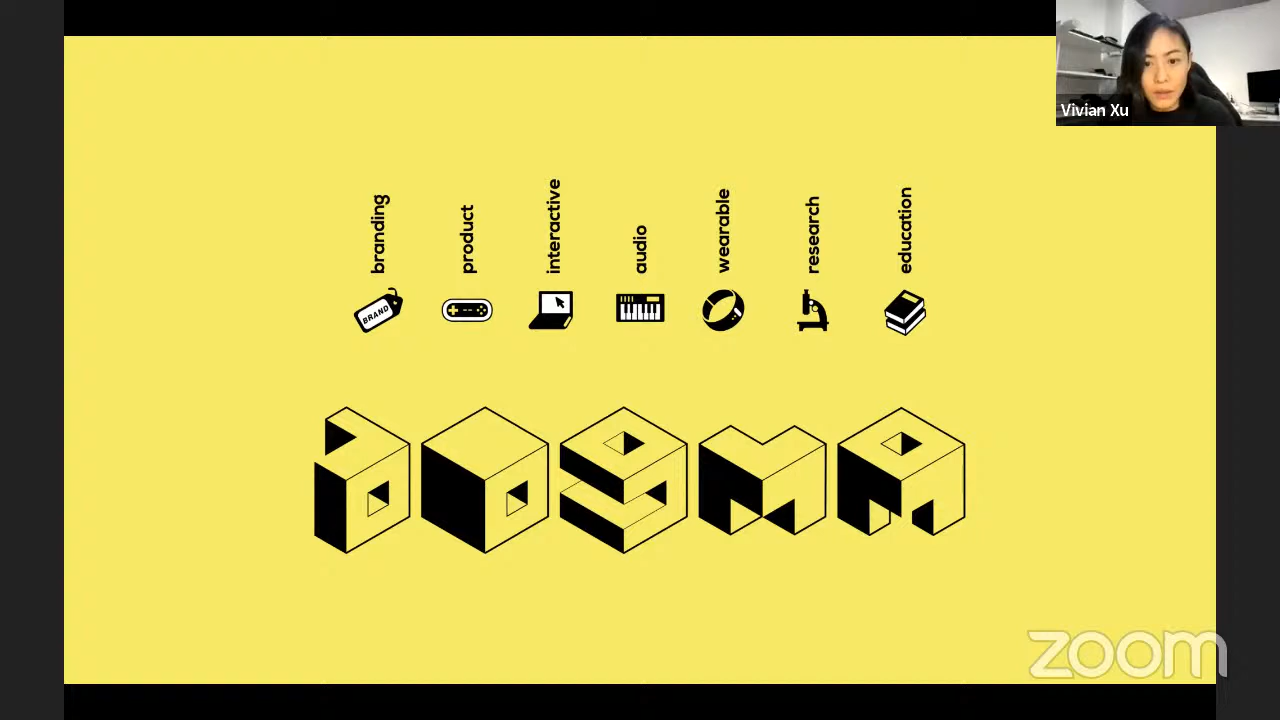 Vivian Xu
branding
product
interactive
audio
wearable
research
education
BRAND
dogma
zoom